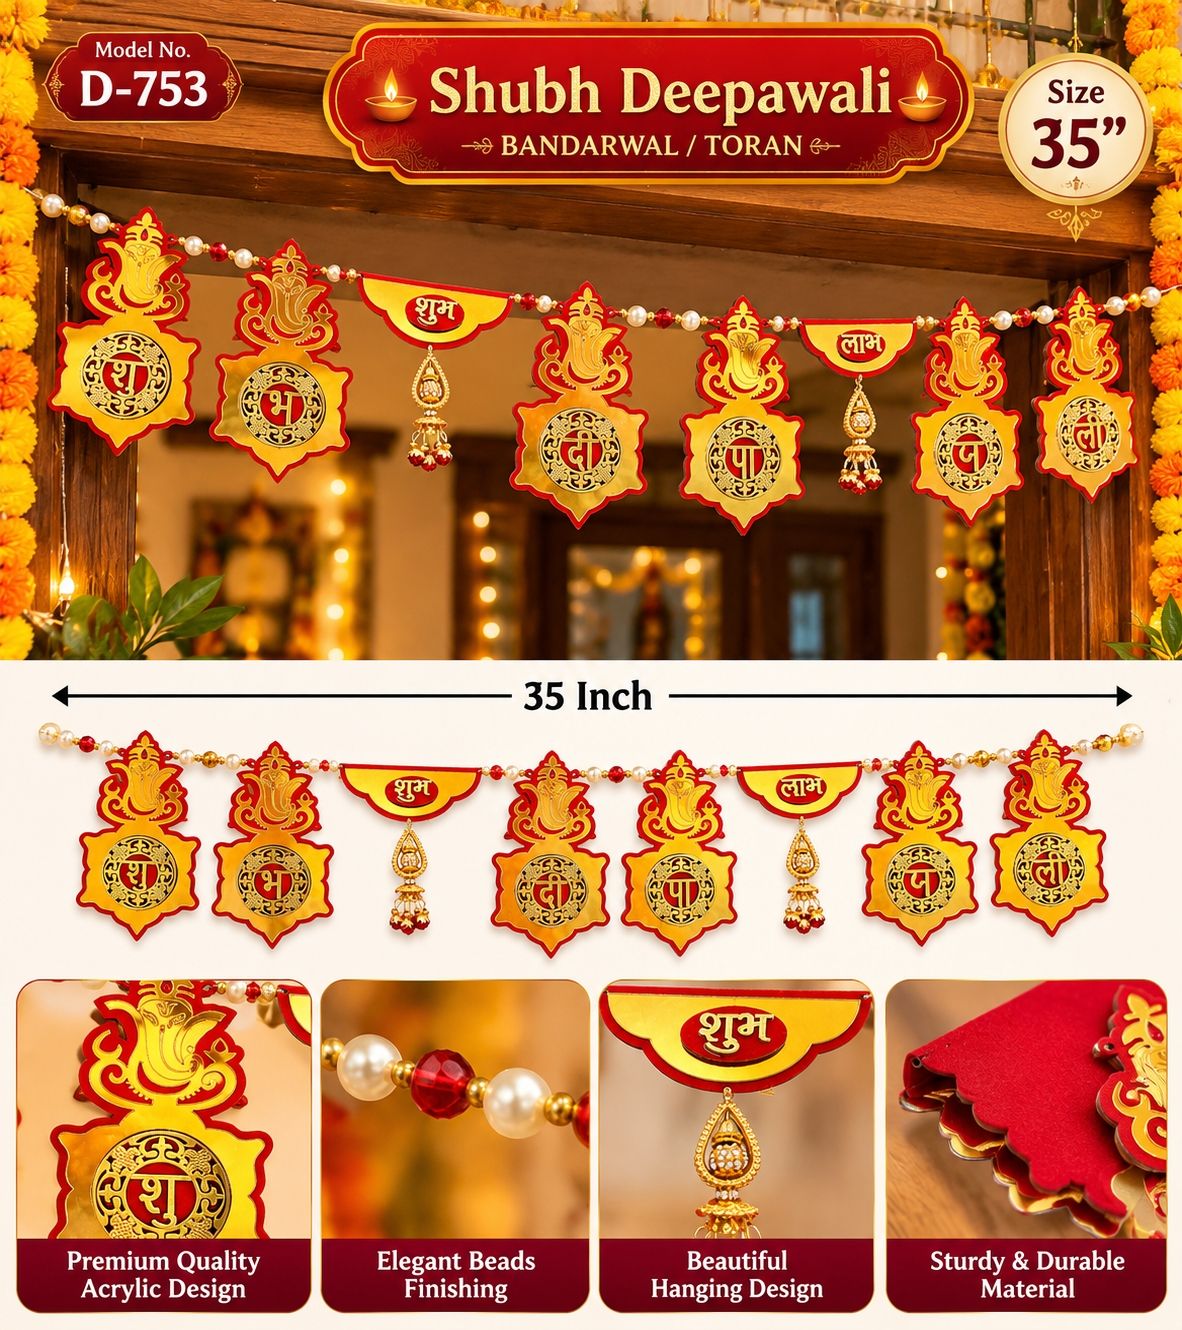 Model No.
D-753
Shubh Deepawali
BANDARWAL / TORAN
Size
35”
शु
भ
शुभ
दी
पा
लाभ
प
ली
35 Inch
शु
भ
शुभ
दी
पा
लाभ
प
ली
शु
शुभ
Premium Quality
Acrylic Design
Elegant Beads
Finishing
Beautiful
Hanging Design
Sturdy & Durable
Material